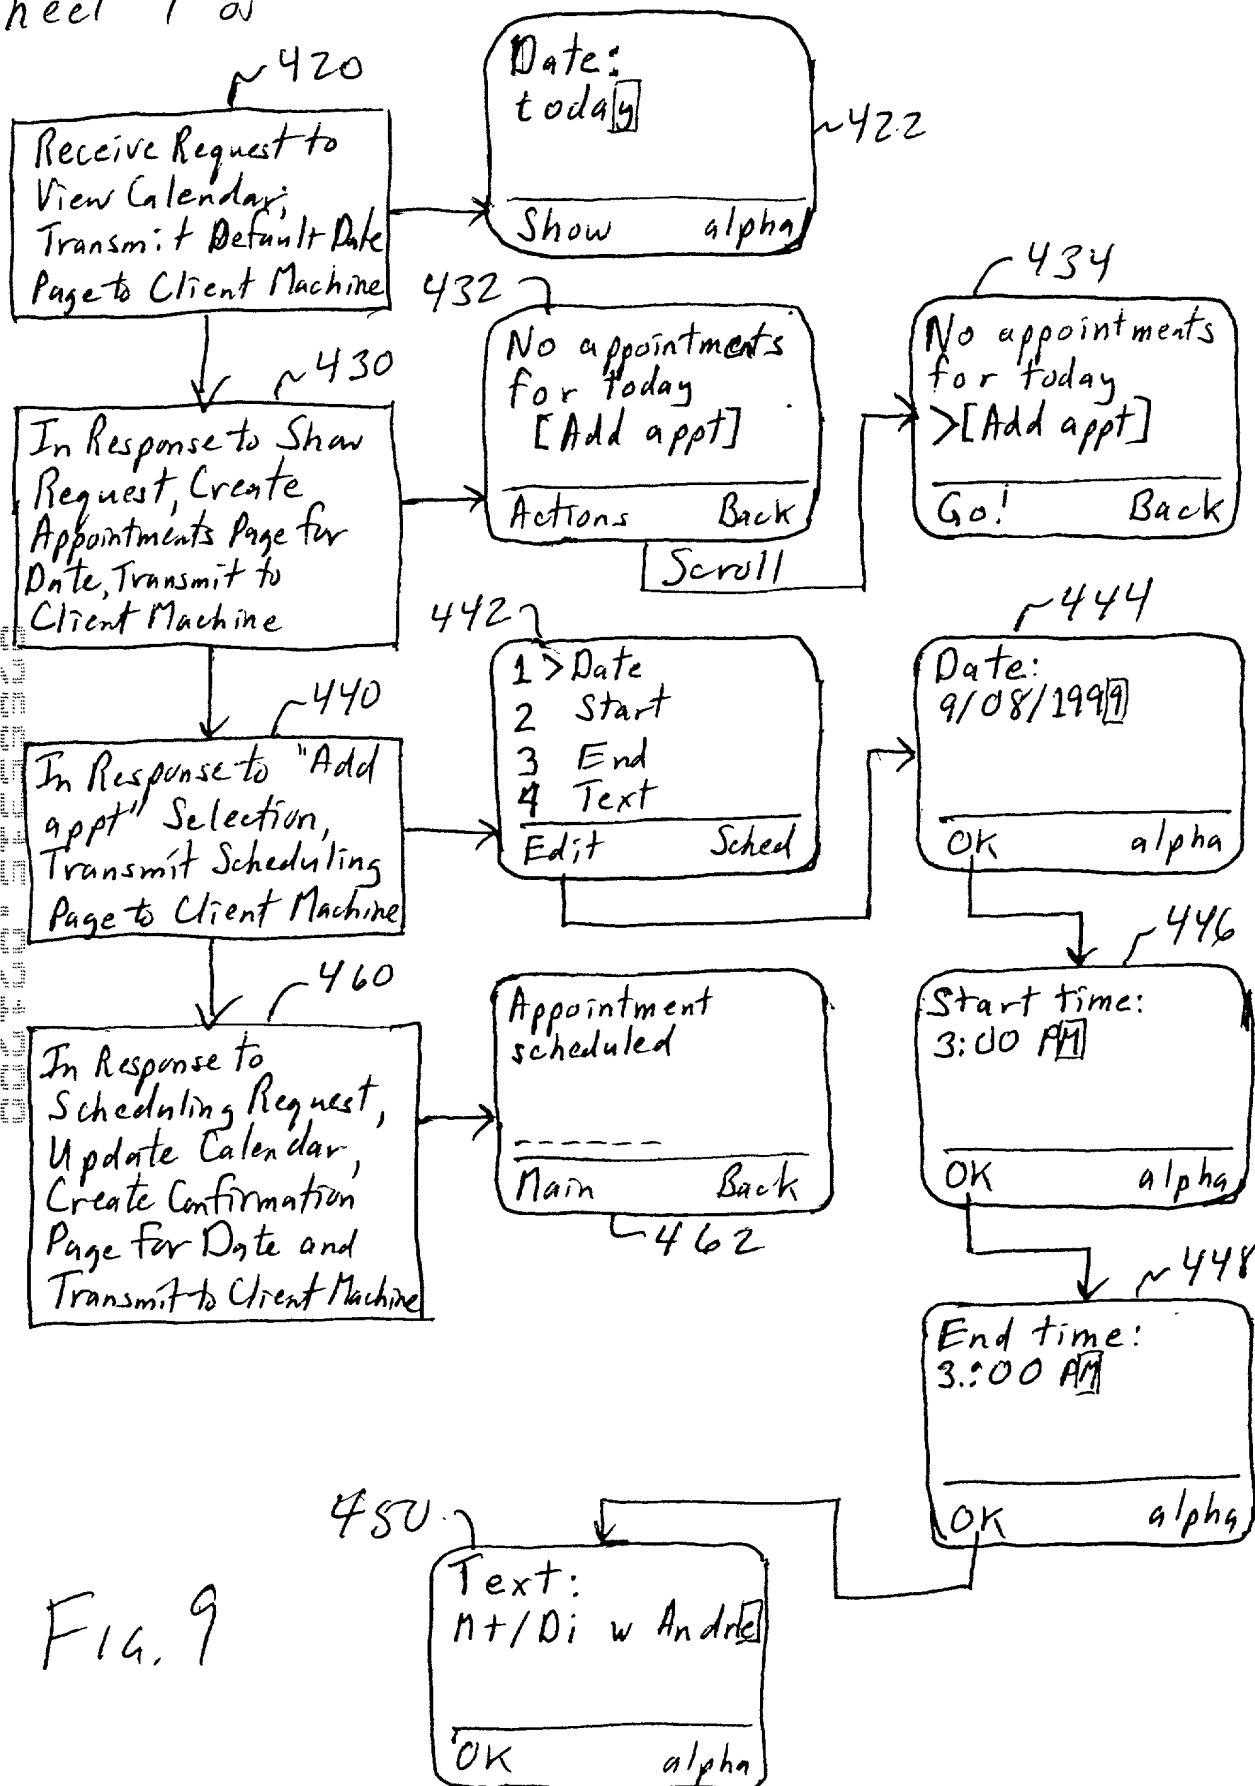 420
Receive Request to
View Calendar;
Transmit Default Date
Page to Client Machine
Date:
today
Show alpha
422
430
In Response to Show
Request, Create
Appointments Page for
Date, Transmit to
Client Machine
432
No appointments
for today
[Add appt]
Actions Back
Scroll
434
No appointments
for today
>[Add appt]
Go! Back
440
In Response to "Add
appt" Selection,
Transmit Scheduling
Page to Client Machine
442
1 >Date
2 Start
3 End
4 Text
Edit Sched
444
Date:
9/08/1999
OK alpha
446
Start time:
3:00 PM
OK alpha
448
End time:
3:00 PM
OK alpha
450
Text:
Mt/Di w Andre
OK alpha
460
In Response to
Scheduling Request,
Update Calendar,
Create Confirmation
Page for Date and
Transmit to Client Machine
Appointment
scheduled
------
Main Back
462
FIG. 9